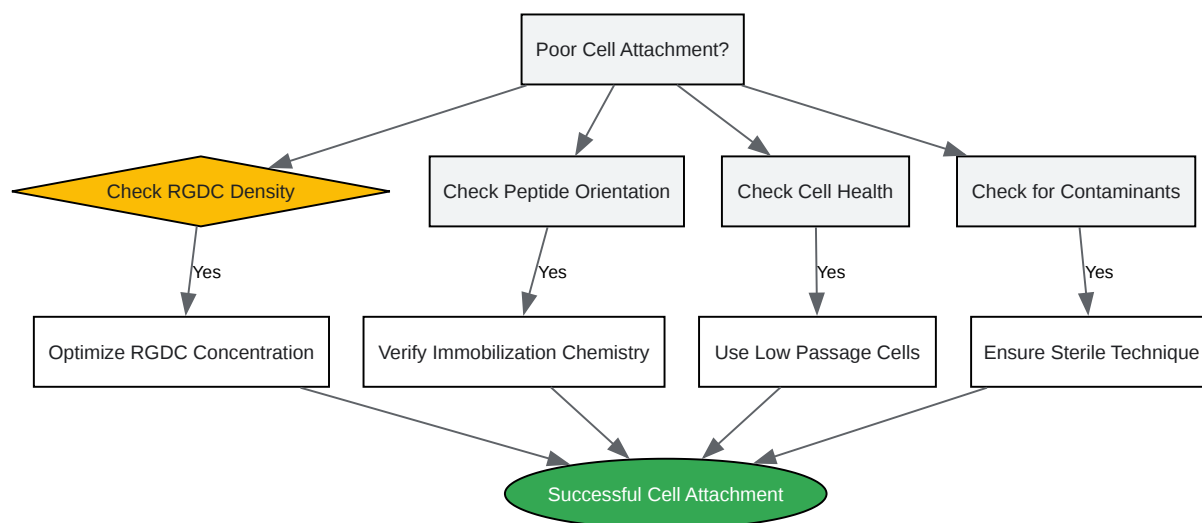 Poor Cell Attachment?
Check RGDC Density
Check Peptide Orientation
Check Cell Health
Check for Contaminants
Yes
Yes
Yes
Yes
Optimize RGDC Concentration
Verify Immobilization Chemistry
Use Low Passage Cells
Ensure Sterile Technique
Successful Cell Attachment